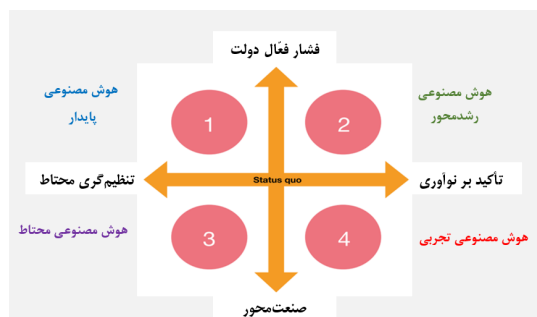 فشار فعّال دولت
هوش مصنوعی
رشدمحور
هوش مصنوعی
پایدار
2
1
تأکید بر نوآوری
Status quo
تنظیم‌گری محتاط
هوش مصنوعی تجربی
4
3
هوش مصنوعی محتاط
صنعت‌محور